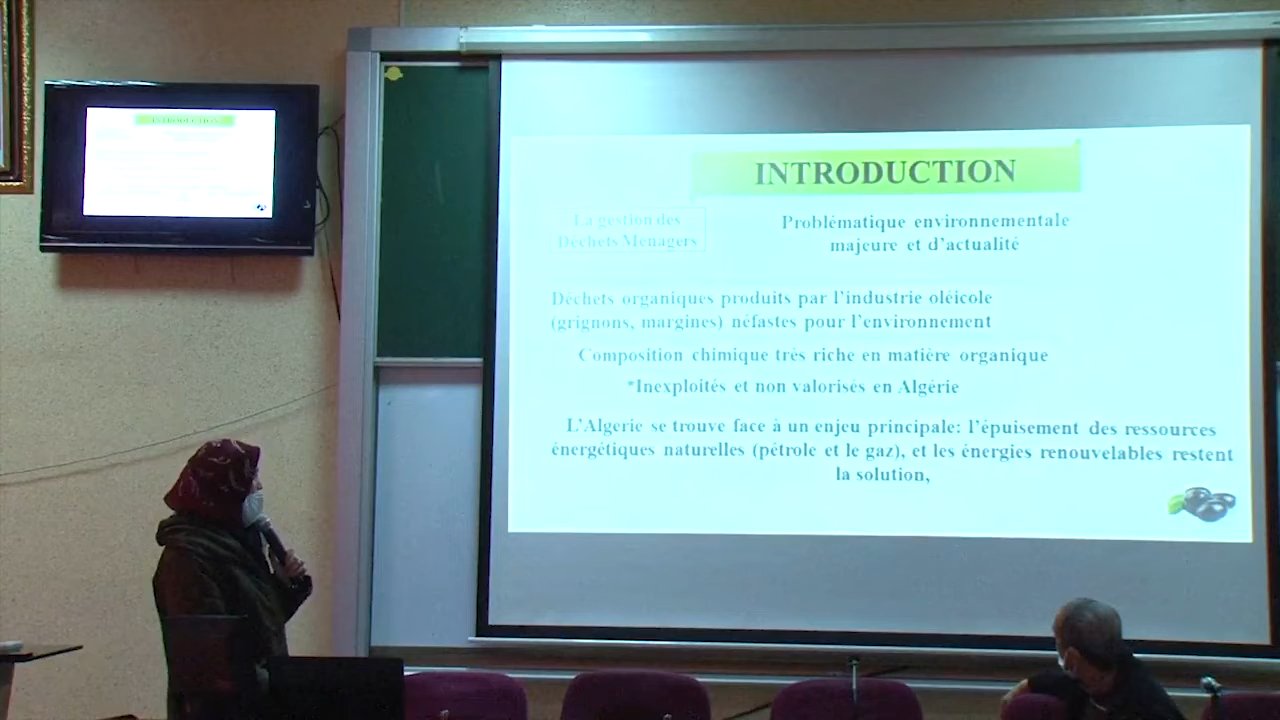 INTRODUCTION
INTRODUCTION
La gestion des
Déchets Ménagers
Problématique environnementale
majeure et d'actualité
Déchets organiques produits par l'industrie oléicole
(grignons, margines) néfastes pour l'environnement
Composition chimique très riche en matière organique
*Inexploités et non valorisés en Algérie
L'Algerie se trouve face à un enjeu principale: l'épuisement des ressources
énergétiques naturelles (pétrole et le gaz), et les énergies renouvelables restent
la solution,